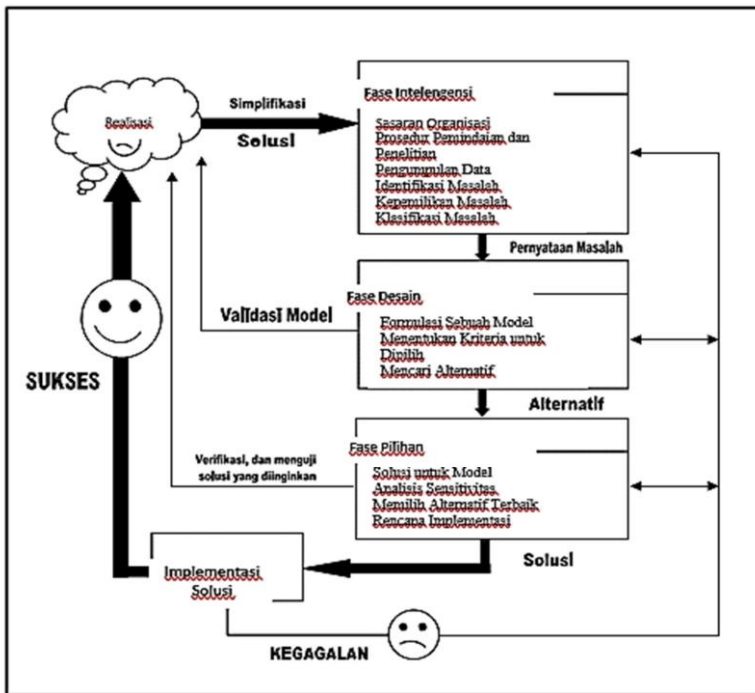 Realisasi
Simplifikasi
Solusi
Fase Intelengensi
Sasaran Organisasi
Prosedur Pemindaian dan
Penelitian
Pengumpulan Data
Identifikasi Masalah
Kepemilikan Masalah
Klasifikasi Masalah
Pernyataan Masalah
Fase Desain
Validasi Model
Formulasi Sebuah Model
Menentukan Kriteria untuk
Dipilih
Mencari Alternatif
SUKSES
Alternatif
Fase Pilihan
Verifikasi, dan menguji
solusi yang diinginkan
Solusi untuk Model
Analisis Sensitivitas
Memilih Alternatif Terbaik
Rencana Implementasi
Solusi
Implementasi
Solusi
KEGAGALAN